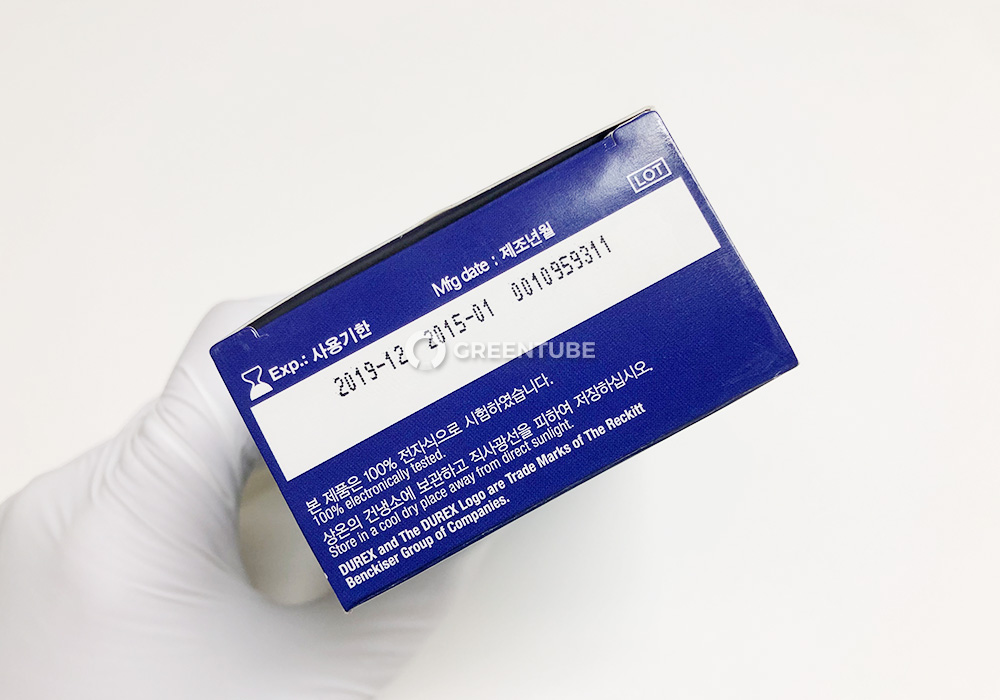 LOT
Mfg date : 제조년월
Exp.: 사용기한
2019-12 2015-01 0010959311
GREENTUBE
본 제품은 100% 전자식으로 시험하였습니다.
100% electronically tested.
상온의 건냉소에 보관하고 직사광선을 피하여 저장하십시오.
Store in a cool dry place away from direct sunlight.
DUREX and The DUREX Logo are Trade Marks of The Reckitt
Benckiser Group of Companies.